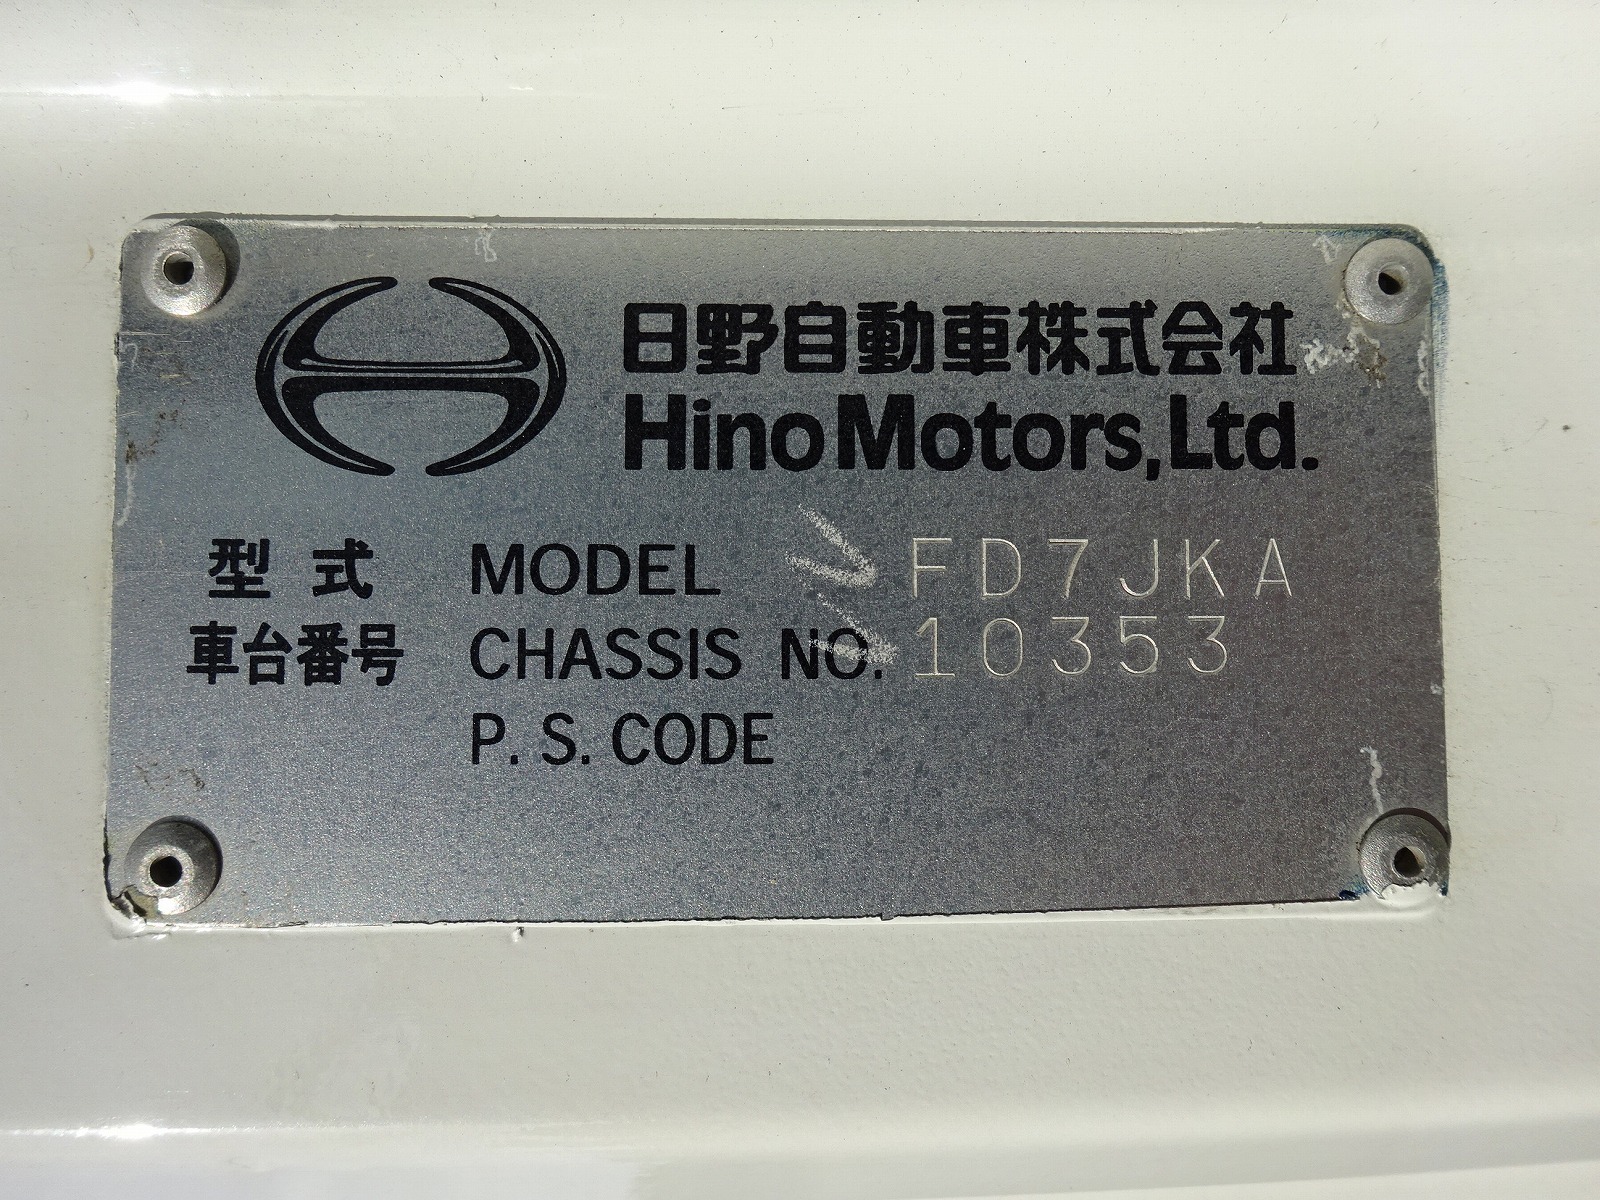 日野自動車株式会社
Hino Motors, Ltd.
型式 MODEL FD7JKA
車台番号 CHASSIS NO. 10353
P. S. CODE